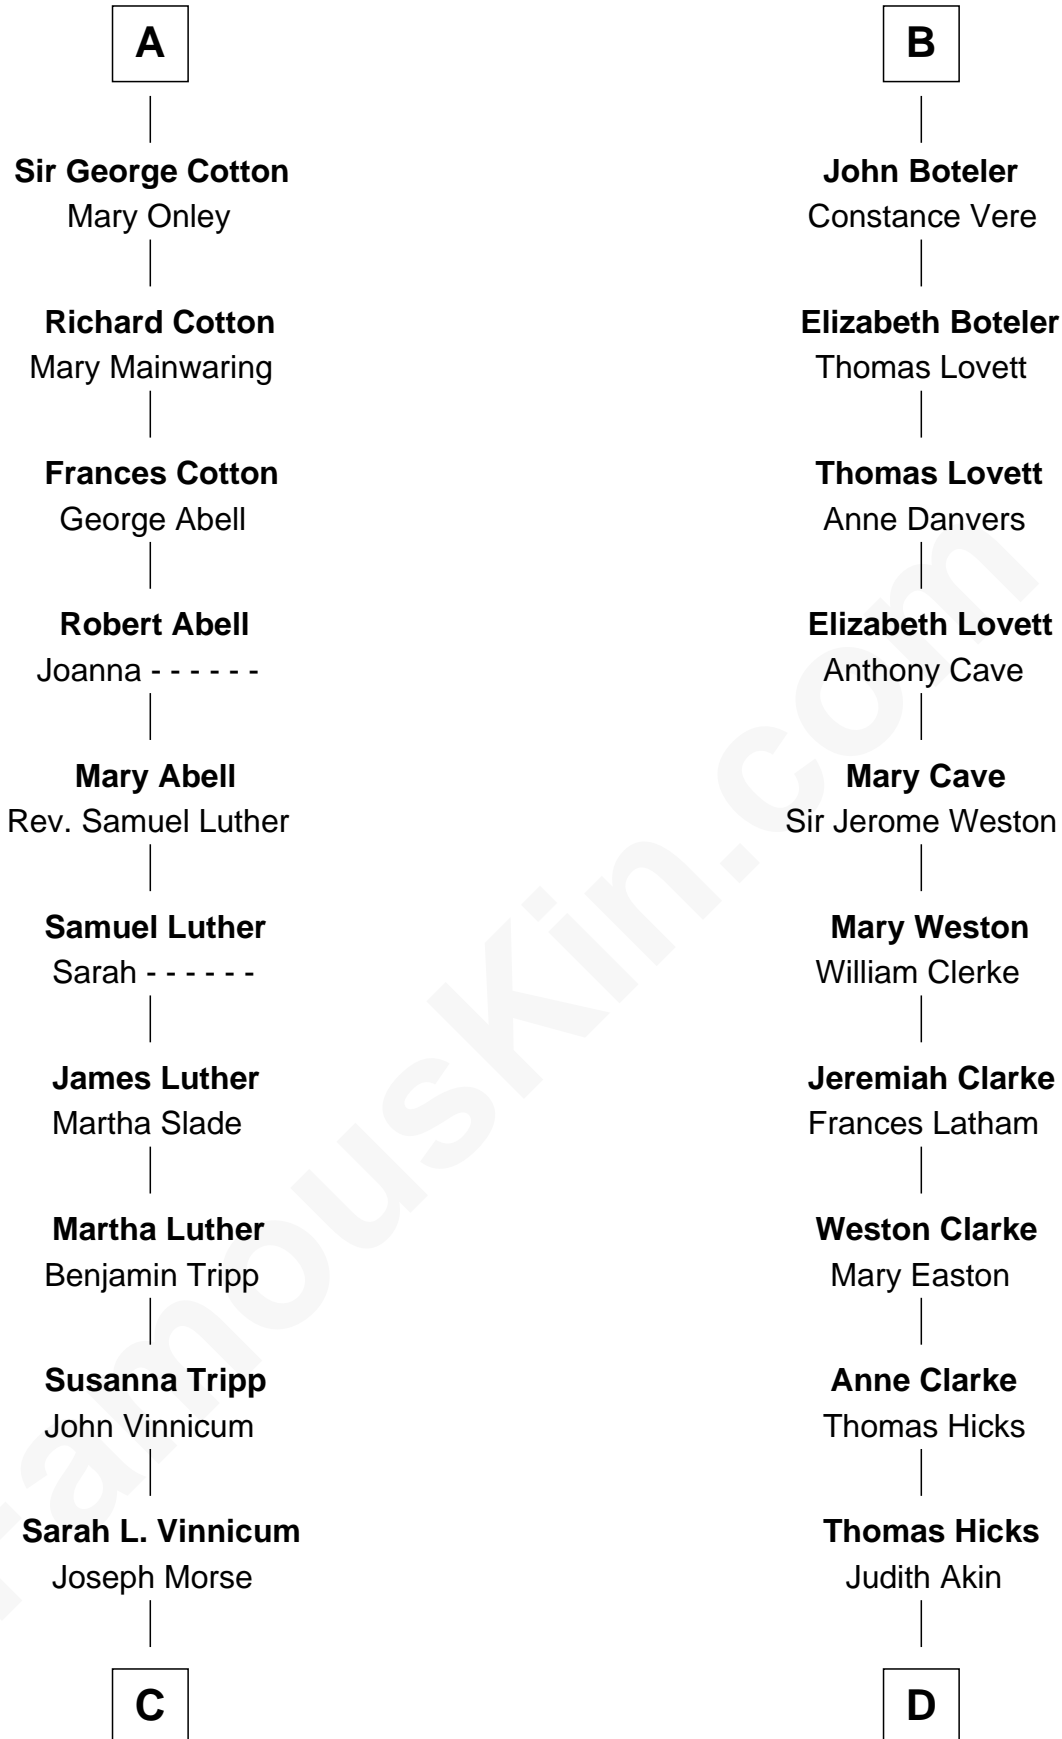 A
Sir George Cotton
Mary Onley
Richard Cotton
Mary Mainwaring
Frances Cotton
George Abell
Robert Abell
Joanna - - - - - -
Mary Abell
Rev. Samuel Luther
Samuel Luther
Sarah - - - - - -
James Luther
Martha Slade
Martha Luther
Benjamin Tripp
Susanna Tripp
John Vinnicum
Sarah L. Vinnicum
Joseph Morse
C
B
John Boteler
Constance Vere
Elizabeth Boteler
Thomas Lovett
Thomas Lovett
Anne Danvers
Elizabeth Lovett
Anthony Cave
Mary Cave
Sir Jerome Weston
Mary Weston
William Clerke
Jeremiah Clarke
Frances Latham
Weston Clarke
Mary Easton
Anne Clarke
Thomas Hicks
Thomas Hicks
Judith Akin
D
FamousKin.com